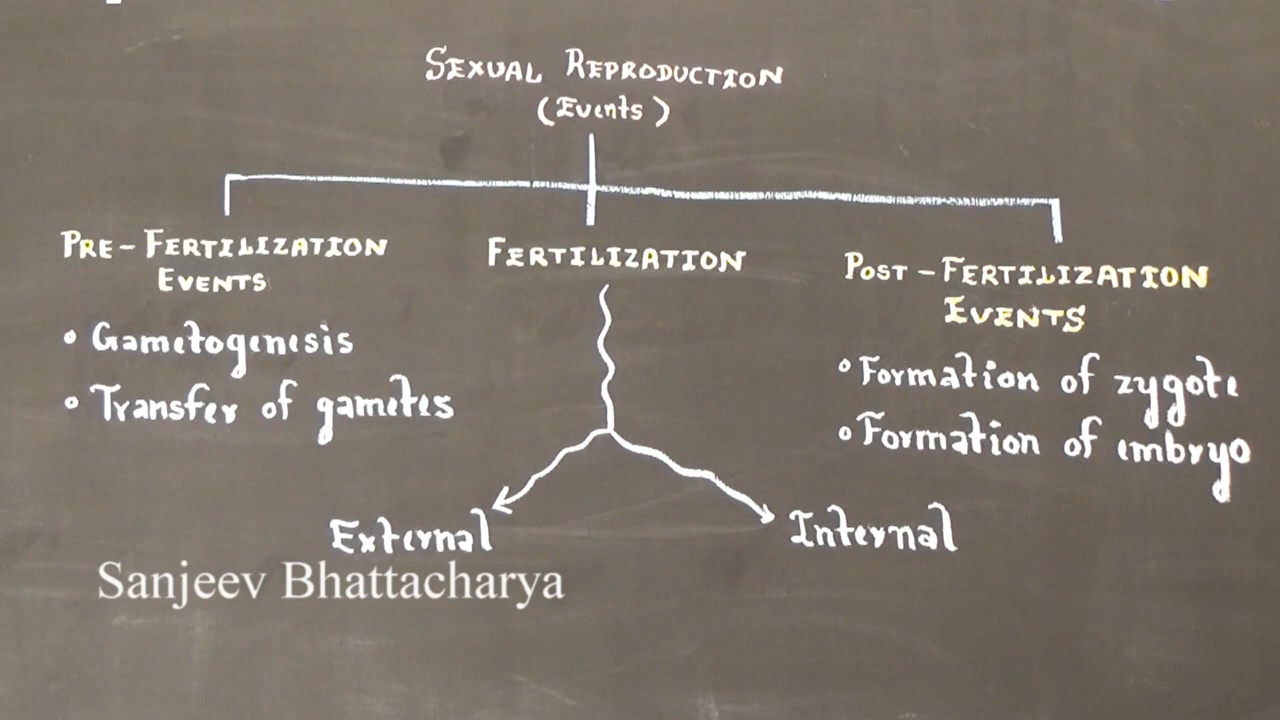 SEXUAL REPRODUCTION
(Events)
PRE-FERTILIZATION
EVENTS
• Gametogenesis
• Transfer of gametes
FERTILIZATION
External
Internal
POST-FERTILIZATION
EVENTS
• Formation of zygote
• Formation of embryo
Sanjeev Bhattacharya